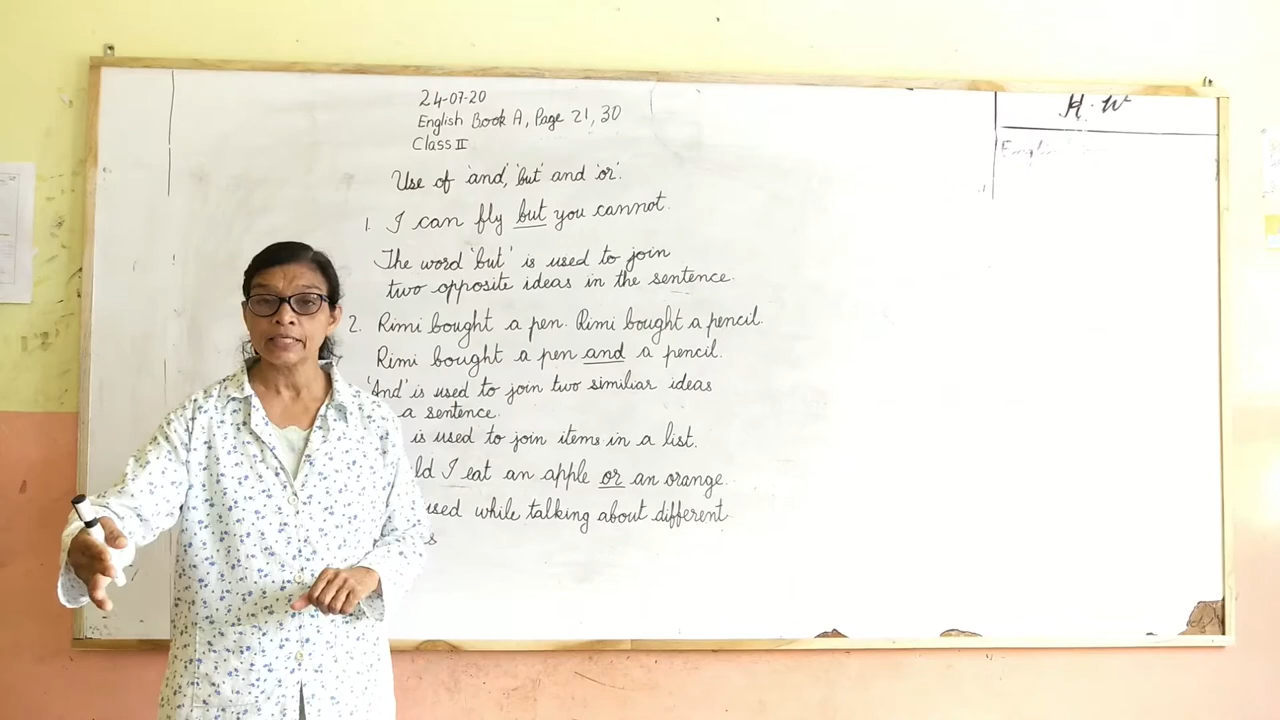 24-07-20
English Book A, Page 21, 30
Class II
Use of 'and', 'but' and 'or'.
1. I can fly but you cannot.
The word 'but' is used to join
two opposite ideas in the sentence.
2. Rimi bought a pen. Rimi bought a pencil.
Rimi bought a pen and a pencil.
'And' is used to join two similiar ideas
a sentence.
is used to join items in a list.
ld I eat an apple or an orange.
used while talking about different
s
H.W